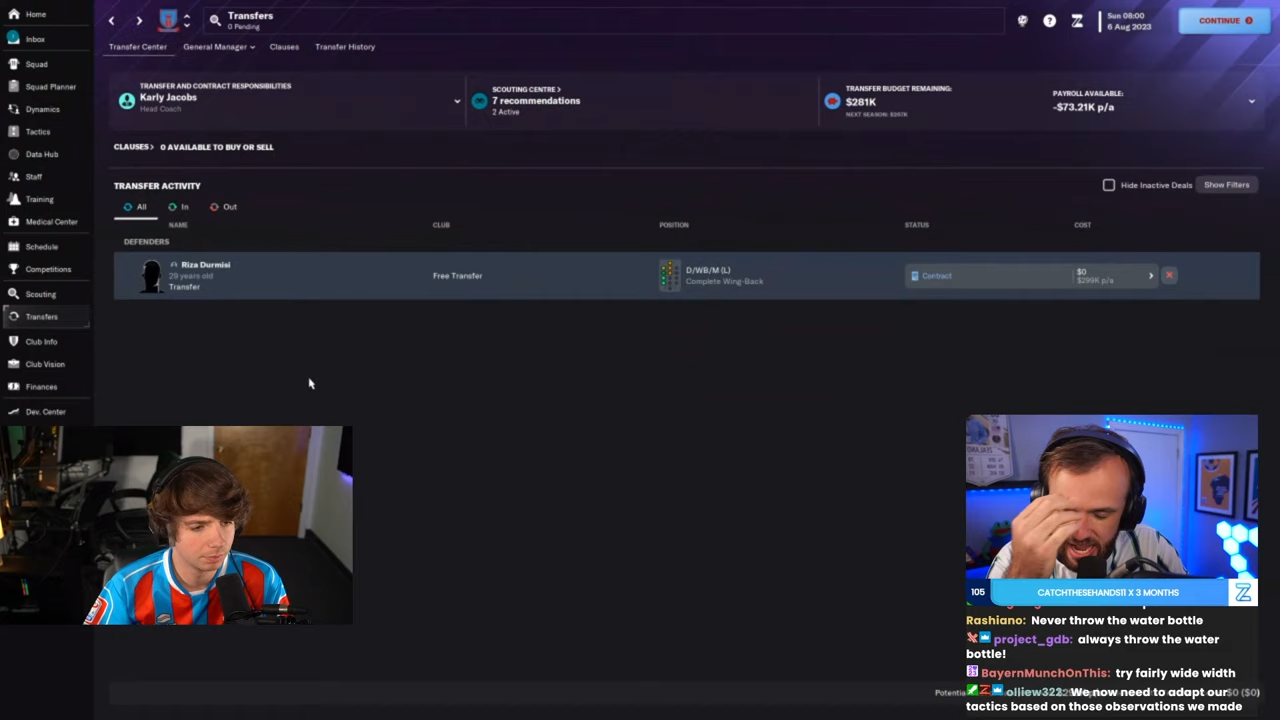 Home
Inbox
Squad
Squad Planner
Dynamics
Tactics
Data Hub
Staff
Training
Medical Center
Schedule
Competitions
Scouting
Transfers
Club Info
Club Vision
Finances
Dev. Center
Transfers
0 Pending
Sun 08:00
6 Aug 2023
CONTINUE
Transfer Center
General Manager
Clauses
Transfer History
TRANSFER AND CONTRACT RESPONSIBILITIES
Karly Jacobs
Head Coach
SCOUTING CENTRE >
7 recommendations
2 Active
TRANSFER BUDGET REMAINING:
$281K
PAYROLL AVAILABLE:
-$73.21K p/a
CLAUSES> 0 AVAILABLE TO BUY OR SELL
TRANSFER ACTIVITY
Hide Inactive Deals
Show Filters
All
In
Out
NAME
CLUB
POSITION
STATUS
COST
DEFENDERS
Riza Durmisi
29 years old
Transfer
Free Transfer
D/WB/M (L)
Complete Wing-Back
Contract
$0
$299K p/a
105
CATCHTHESEHANDS11 X 3 MONTHS
Z
Rashiano: Never throw the water bottle
project_gdb: always throw the water
bottle!
BayernMunchOnThis: try fairly wide width
olliew322: We now need to adapt our
tactics based on those observations we made